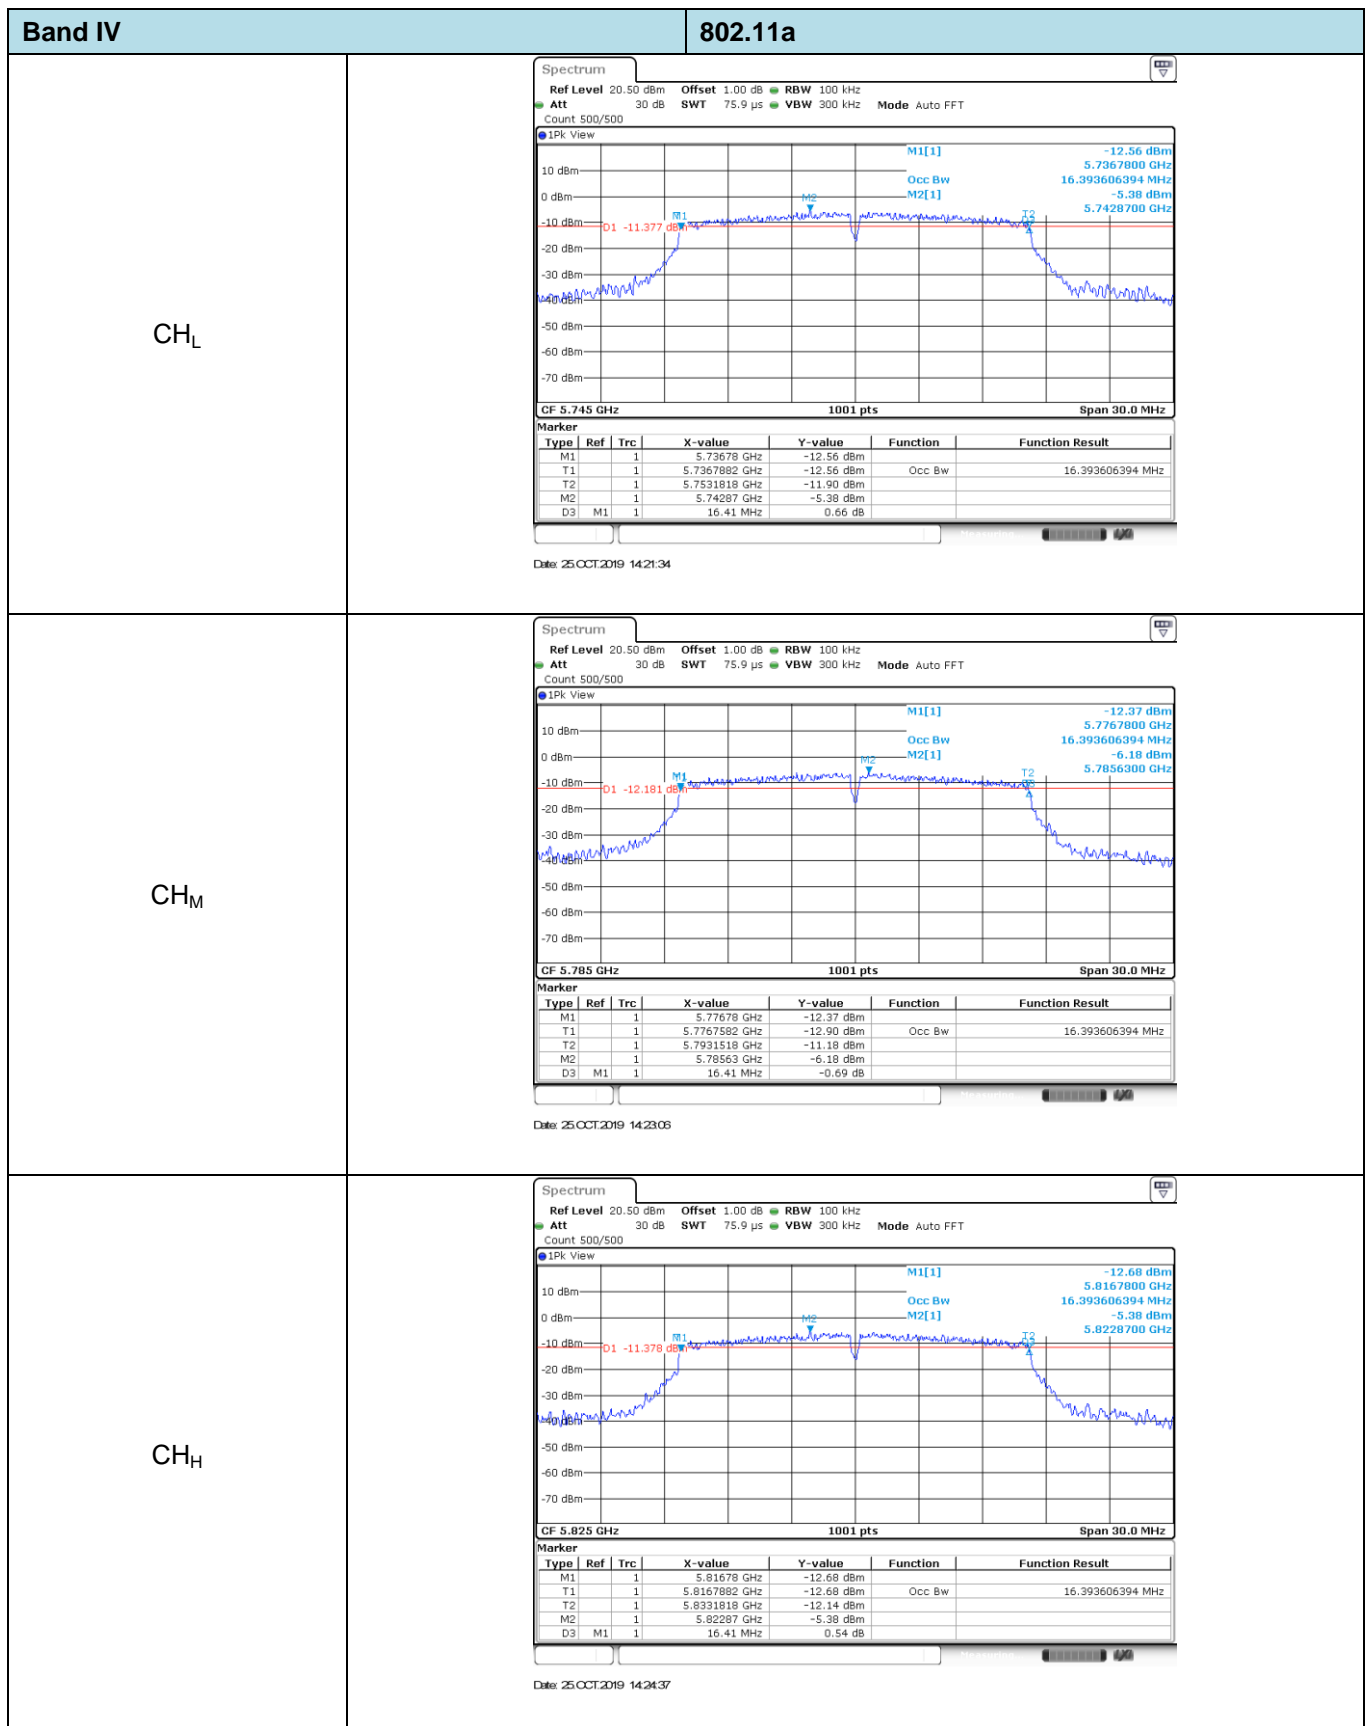 Band IV 802.11a
CHL
Spectrum
Ref Level 20.50 dBm Offset 1.00 dB RBW 100 kHz
Att 30 dB SWT 75.9 µs VBW 300 kHz Mode Auto FFT
Count 500/500
1Pk View
M1[1] -12.56 dBm
5.7367800 GHz
10 dBm
Occ Bw 16.393606394 MHz
0 dBm M2 M2[1] -5.38 dBm
5.7428700 GHz
M1 T2
-10 dBm
D1 -11.377 dBm
-20 dBm
-30 dBm
-40 dBm
-50 dBm
-60 dBm
-70 dBm
CF 5.745 GHz 1001 pts Span 30.0 MHz
Marker
Type Ref Trc X-value Y-value Function Function Result
M1 1 5.73678 GHz -12.56 dBm
T1 1 5.7367882 GHz -12.56 dBm Occ Bw 16.393606394 MHz
T2 1 5.7531818 GHz -11.90 dBm
M2 1 5.74287 GHz -5.38 dBm
D3 M1 1 16.41 MHz 0.66 dB
Measuring
Date: 25.OCT.2019 14:21:34
CHM
Spectrum
Ref Level 20.50 dBm Offset 1.00 dB RBW 100 kHz
Att 30 dB SWT 75.9 µs VBW 300 kHz Mode Auto FFT
Count 500/500
1Pk View
M1[1] -12.37 dBm
5.7767800 GHz
10 dBm
Occ Bw 16.393606394 MHz
0 dBm M2 M2[1] -6.18 dBm
5.7856300 GHz
M1 T2
-10 dBm
D1 -12.181 dBm
-20 dBm
-30 dBm
-40 dBm
-50 dBm
-60 dBm
-70 dBm
CF 5.785 GHz 1001 pts Span 30.0 MHz
Marker
Type Ref Trc X-value Y-value Function Function Result
M1 1 5.77678 GHz -12.37 dBm
T1 1 5.7767582 GHz -12.90 dBm Occ Bw 16.393606394 MHz
T2 1 5.7931518 GHz -11.18 dBm
M2 1 5.78563 GHz -6.18 dBm
D3 M1 1 16.41 MHz -0.69 dB
Measuring
Date: 25.OCT.2019 14:23:06
CHH
Spectrum
Ref Level 20.50 dBm Offset 1.00 dB RBW 100 kHz
Att 30 dB SWT 75.9 µs VBW 300 kHz Mode Auto FFT
Count 500/500
1Pk View
M1[1] -12.68 dBm
5.8167800 GHz
10 dBm
Occ Bw 16.393606394 MHz
0 dBm M2 M2[1] -5.38 dBm
5.8228700 GHz
M1 T2
-10 dBm
D1 -11.378 dBm
-20 dBm
-30 dBm
-40 dBm
-50 dBm
-60 dBm
-70 dBm
CF 5.825 GHz 1001 pts Span 30.0 MHz
Marker
Type Ref Trc X-value Y-value Function Function Result
M1 1 5.81678 GHz -12.68 dBm
T1 1 5.8167882 GHz -12.68 dBm Occ Bw 16.393606394 MHz
T2 1 5.8331818 GHz -12.14 dBm
M2 1 5.82287 GHz -5.38 dBm
D3 M1 1 16.41 MHz 0.54 dB
Measuring
Date: 25.OCT.2019 14:24:37